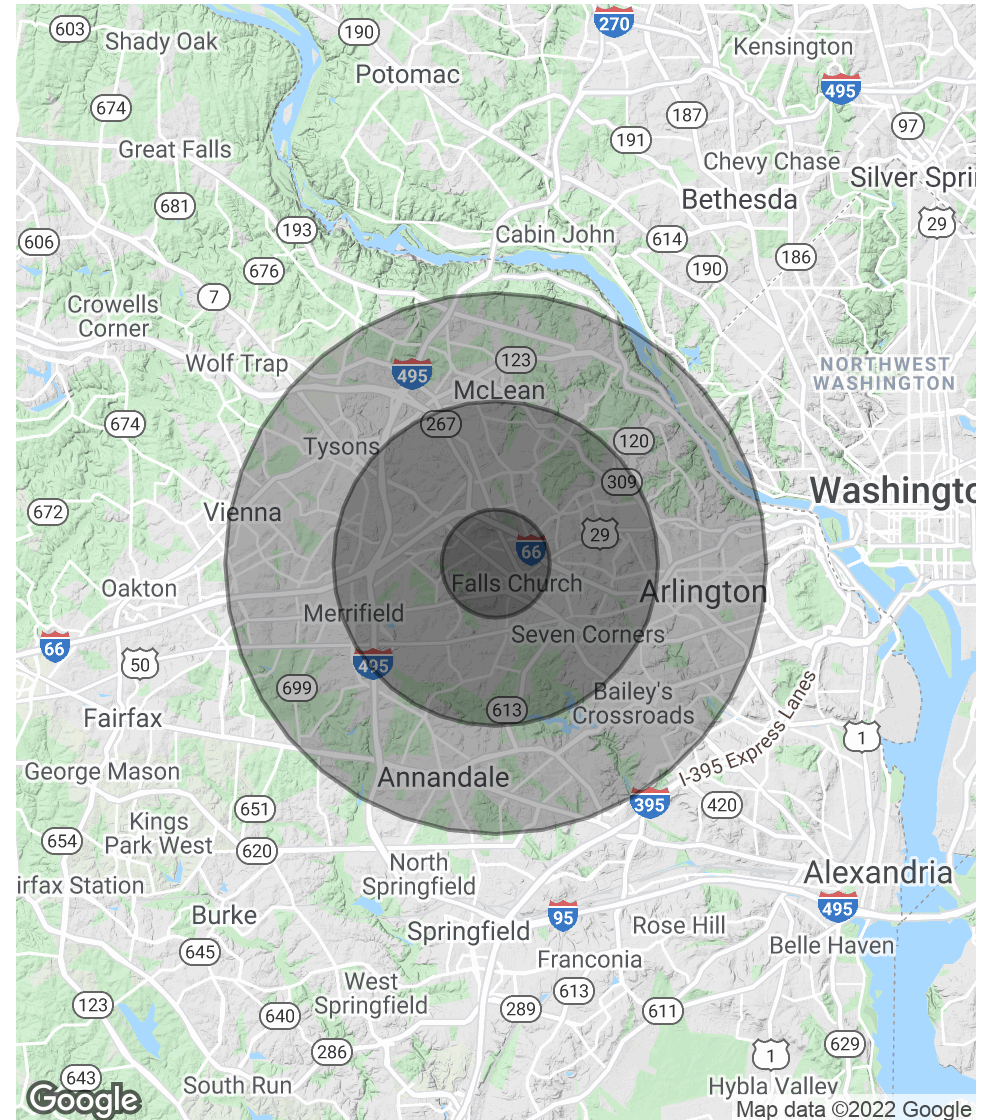 603
Shady Oak
190
270
Kensington
Potomac
495
674
187
97
191
Great Falls
Chevy Chase
Silver Spri
Bethesda
681
29
193
Cabin John
606
614
186
676
190
7
Crowells
Corner
Wolf Trap
123
495
NORTHWEST
WASHINGTON
McLean
674
267
120
Tysons
309
Washingto
672
Vienna
29
66
Falls Church
Oakton
Arlington
Merrifield
Seven Corners
66
50
495
699
Bailey's
Crossroads
613
Fairfax
1
I-395 Express Lanes
George Mason
Annandale
395
420
651
Kings
Park West
654
620
North
Springfield
Alexandria
irfax Station
495
Burke
95
Rose Hill
Springfield
Belle Haven
645
Franconia
West
Springfield
613
123
289
611
640
286
629
1
643
South Run
Hybla Valley
Google
Map data ©2022 Google